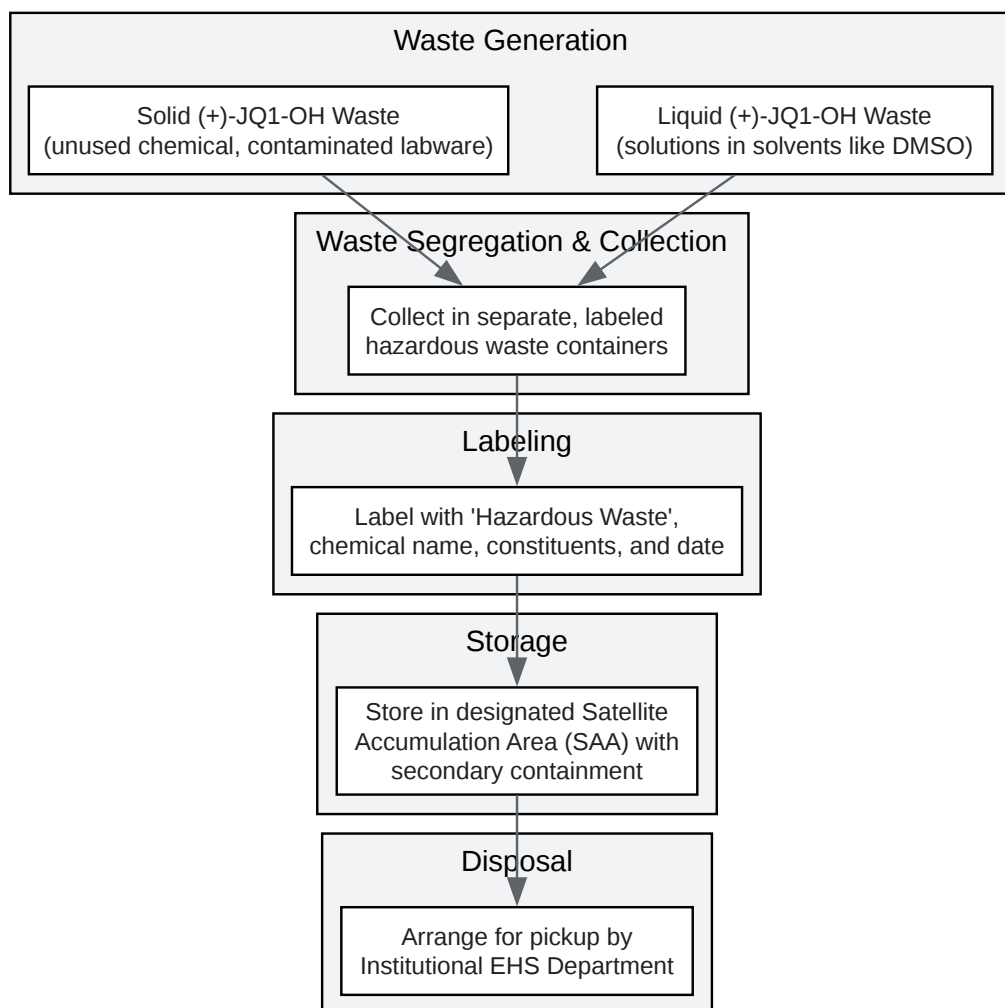 Waste Generation
Solid (+)-JQ1-OH Waste
(unused chemical, contaminated labware)
Liquid (+)-JQ1-OH Waste
(solutions in solvents like DMSO)
Waste Segregation & Collection
Collect in separate, labeled
hazardous waste containers
Labeling
Label with 'Hazardous Waste',
chemical name, constituents, and date
Storage
Store in designated Satellite
Accumulation Area (SAA) with
secondary containment
Disposal
Arrange for pickup by
Institutional EHS Department